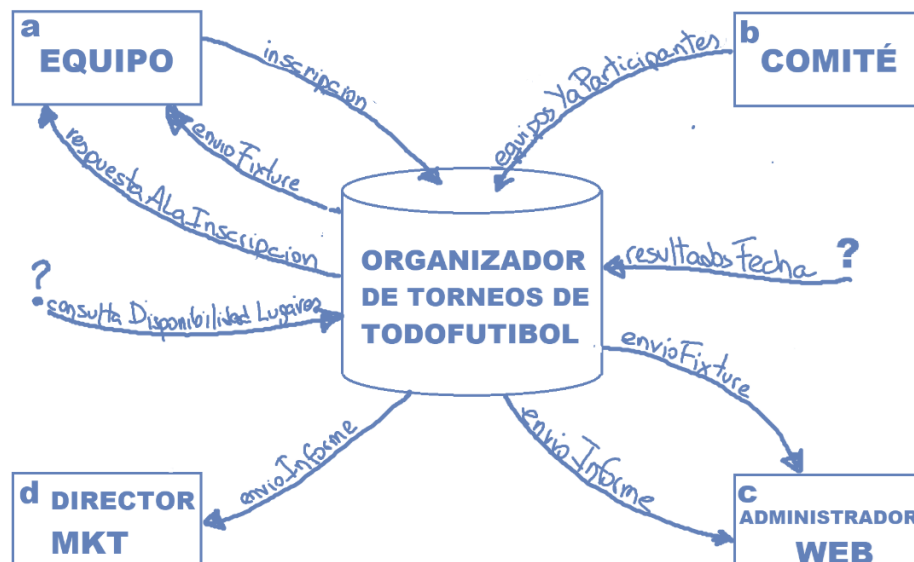 a
EQUIPO
inscripcion
equiposYaParticipantes
b
COMITÉ
envioFixture
respuestaALaInscripcion
ORGANIZADOR
DE TORNEOS DE
TODOFUTIBOL
resultadosFecha
?
?
consultaDisponibilidadLugares
envioFixture
envioInforme
envioInforme
d DIRECTOR
MKT
c
ADMINISTRADOR
WEB